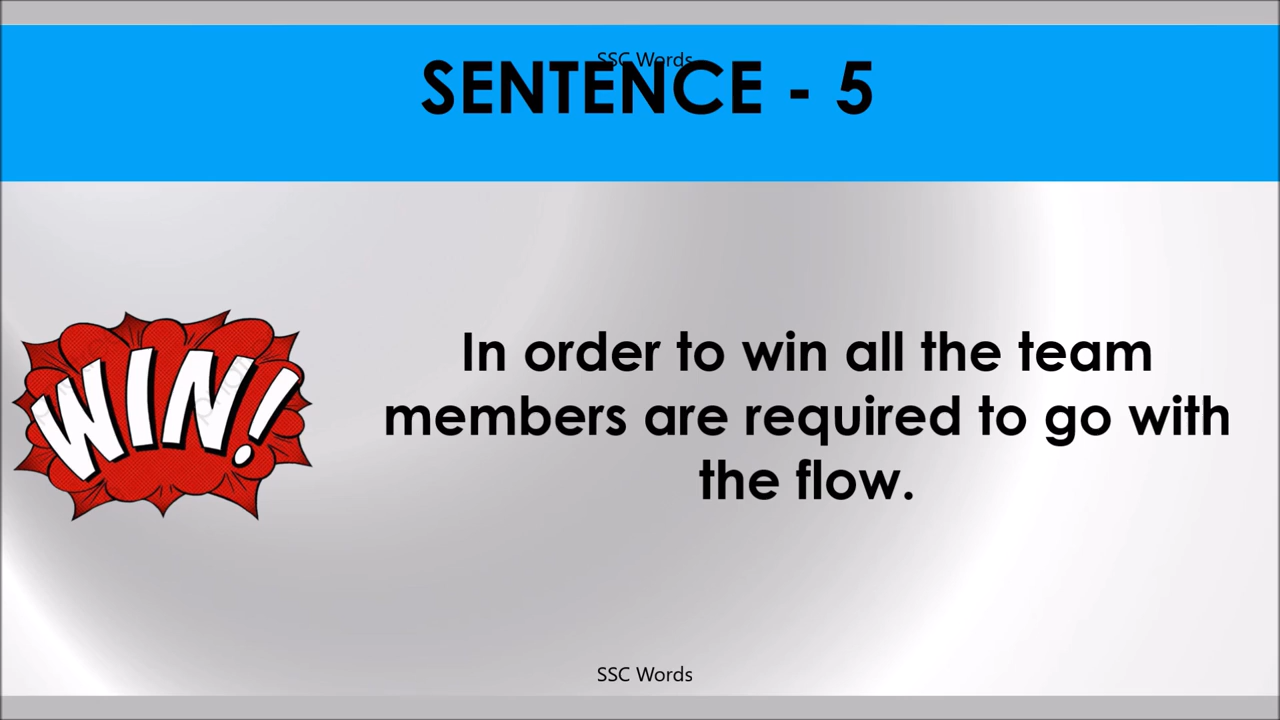 SSC Words
SENTENCE - 5
WIN!
In order to win all the team
members are required to go with
the flow.
SSC Words